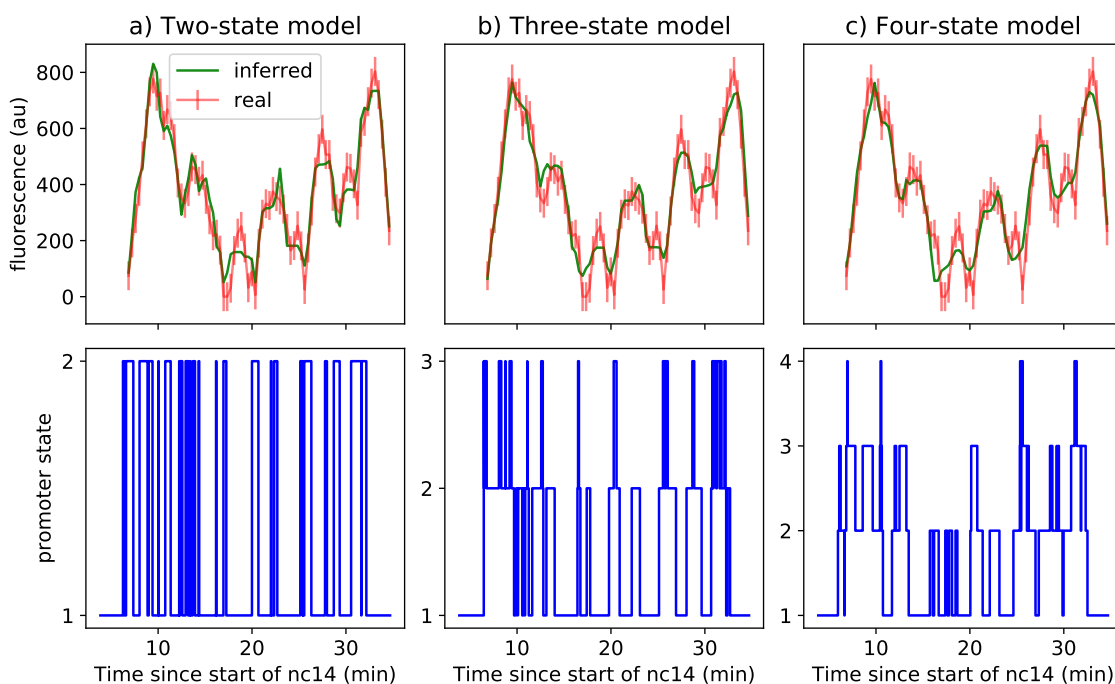 a) Two-state model
b) Three-state model
c) Four-state model
inferred
real
fluorescence (au)
800
600
400
200
0
10
20
30
promoter state
2
1
3
2
1
4
3
2
1
10
20
30
10
20
30
Time since start of nc14 (min)
Time since start of nc14 (min)
Time since start of nc14 (min)